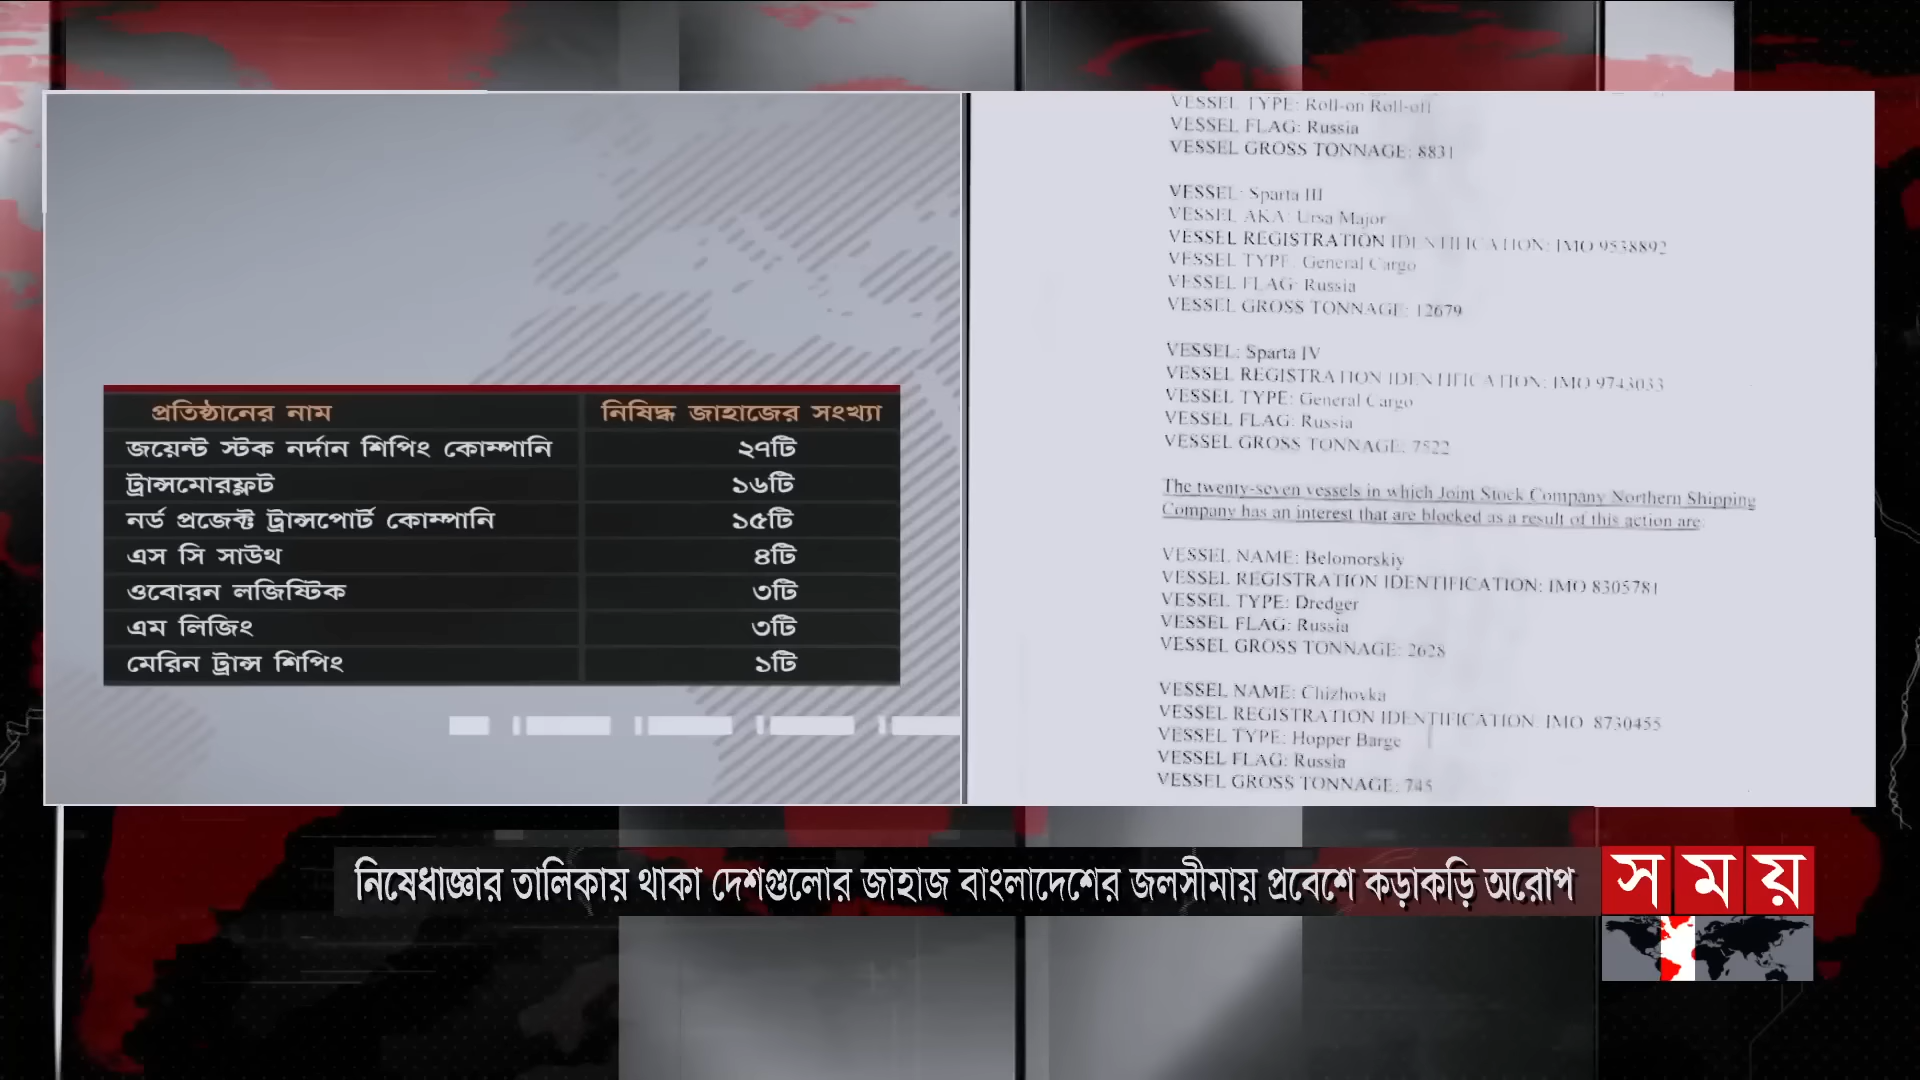 প্রতিষ্ঠানের নাম নিষিদ্ধ জাহাজের সংখ্যা
জয়েন্ট স্টক নর্দান শিপিং কোম্পানি ২৭টি
ট্রান্সমোরফ্লট ১৬টি
নর্ড প্রজেক্ট ট্রান্সপোর্ট কোম্পানি ১৫টি
এস সি সাউথ ৪টি
ওবোরন লজিষ্টিক ৩টি
এম লিজিং ৩টি
মেরিন ট্রান্স শিপিং ১টি
VESSEL TYPE: Roll-on Roll-off
VESSEL FLAG: Russia
VESSEL GROSS TONNAGE: 8831
VESSEL: Sparta III
VESSEL AKA: Ursa Major
VESSEL REGISTRATION IDENTIFICATION: IMO 9538892
VESSEL TYPE: General Cargo
VESSEL FLAG: Russia
VESSEL GROSS TONNAGE: 12679
VESSEL: Sparta IV
VESSEL REGISTRATION IDENTIFICATION: IMO 9743033
VESSEL TYPE: General Cargo
VESSEL FLAG: Russia
VESSEL GROSS TONNAGE: 7522
The twenty-seven vessels in which Joint Stock Company Northern Shipping
Company has an interest that are blocked as a result of this action are:
VESSEL NAME: Belomorskiy
VESSEL REGISTRATION IDENTIFICATION: IMO 8305781
VESSEL TYPE: Dredger
VESSEL FLAG: Russia
VESSEL GROSS TONNAGE: 2628
VESSEL NAME: Chizhovka
VESSEL REGISTRATION IDENTIFICATION IMO 8730455
VESSEL TYPE: Hopper Barge
VESSEL FLAG: Russia
VESSEL GROSS TONNAGE: 745
নিষেধাজ্ঞার তালিকায় থাকা দেশগুলোর জাহাজ বাংলাদেশের জলসীমায় প্রবেশে কড়াকড়ি অরোপ
সময়